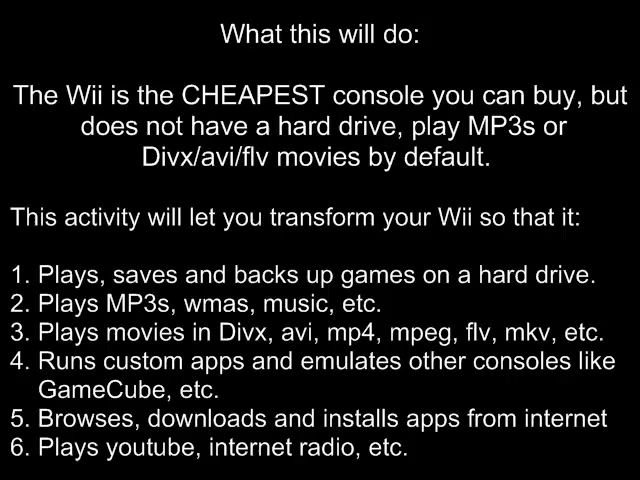 What this will do:
The Wii is the CHEAPEST console you can buy, but
does not have a hard drive, play MP3s or
Divx/avi/flv movies by default.
This activity will let you transform your Wii so that it:
1. Plays, saves and backs up games on a hard drive.
2. Plays MP3s, wmas, music, etc.
3. Plays movies in Divx, avi, mp4, mpeg, flv, mkv, etc.
4. Runs custom apps and emulates other consoles like
GameCube, etc.
5. Browses, downloads and installs apps from internet
6. Plays youtube, internet radio, etc.